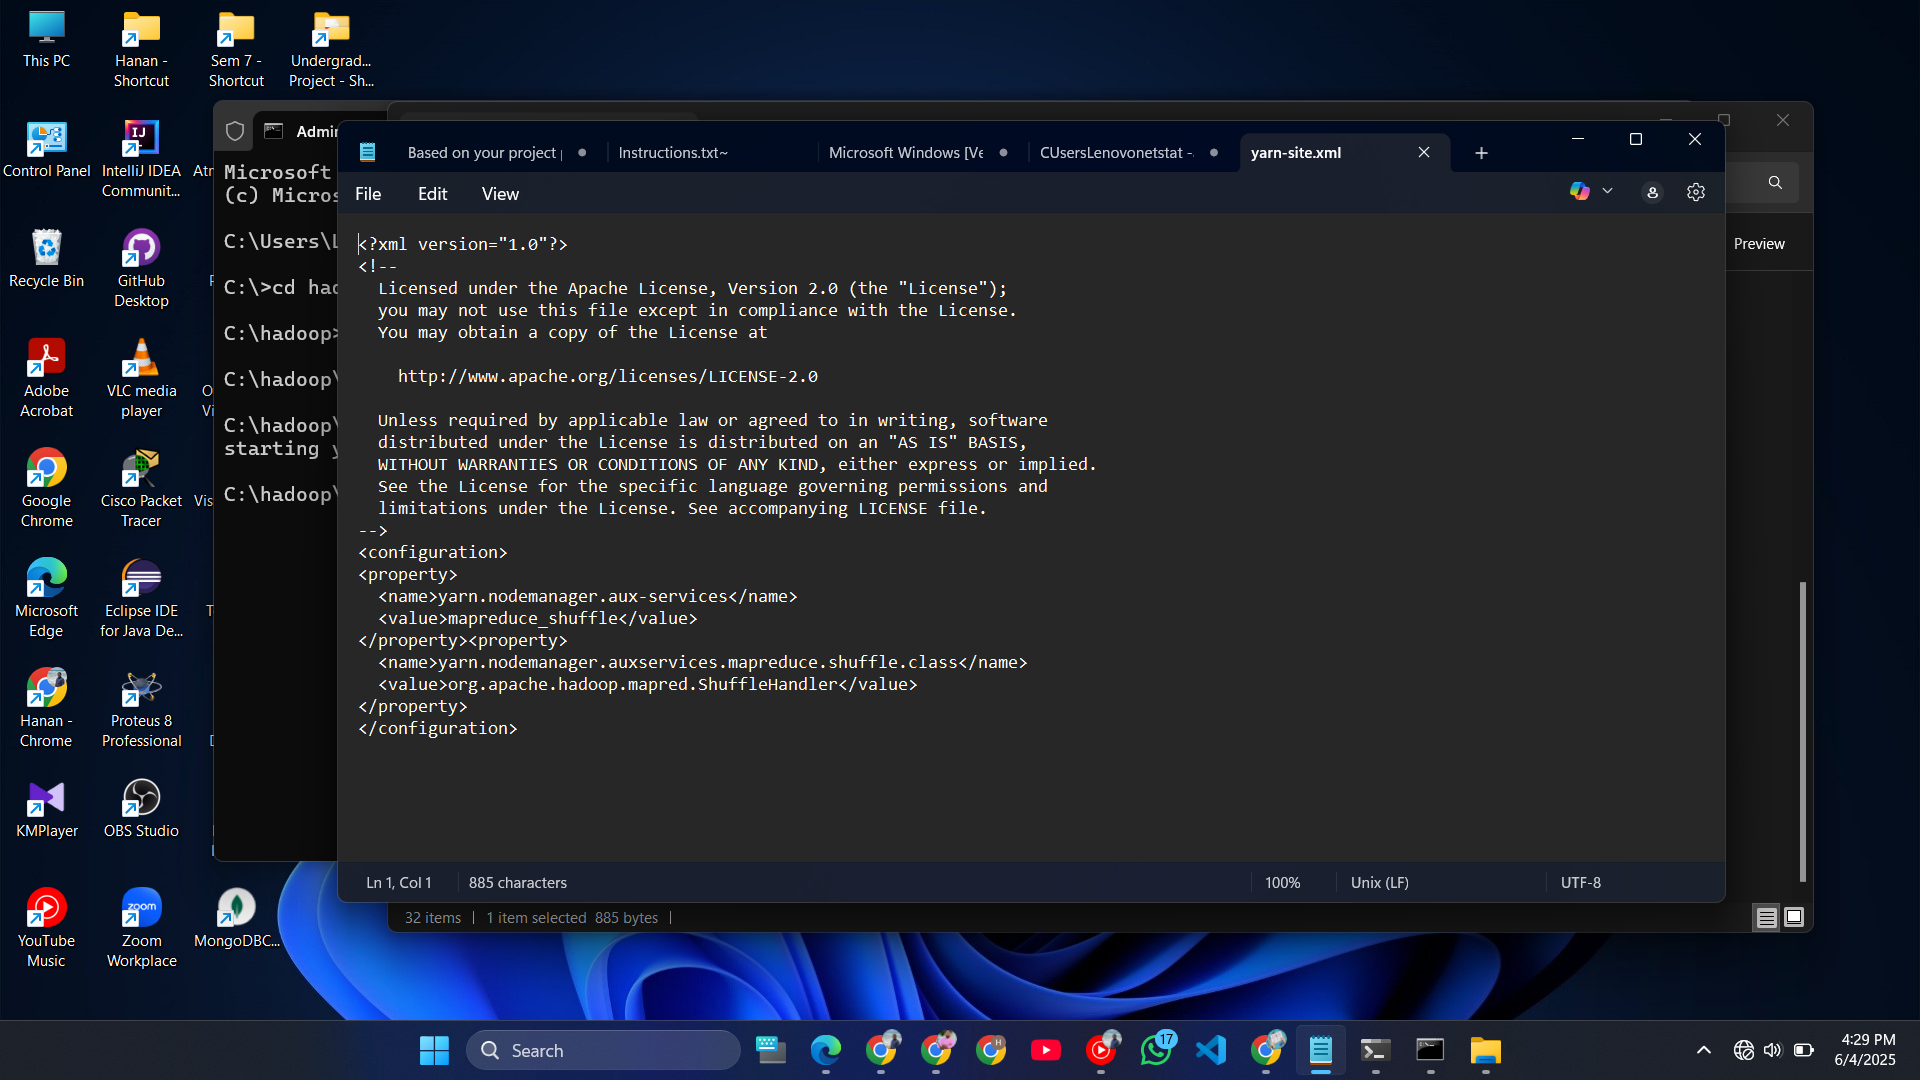 This PC
Hanan -
Shortcut
Sem 7 -
Shortcut
Undergrad...
Project - Sh...
Control Panel
IntelliJ IDEA
Communit...
Recycle Bin
GitHub
Desktop
Adobe
Acrobat
VLC media
player
Google
Chrome
Cisco Packet
Tracer
Microsoft
Edge
Eclipse IDE
for Java De...
Hanan -
Chrome
Proteus 8
Professional
KMPlayer
OBS Studio
YouTube
Music
Zoom
Workplace
MongoDBC...
Microsoft
C:\Users\
C:\>cd
C:\hadoop>
C:\hadoop\
C:\hadoop\
starting
C:\hadoop\
Based on your project
Instructions.txt~
Microsoft Windows [Ve
CUsersLenovonetstat -
yarn-site.xml
File
Edit
View
<?xml version="1.0"?>
<!--
Licensed under the Apache License, Version 2.0 (the "License");
you may not use this file except in compliance with the License.
You may obtain a copy of the License at
http://www.apache.org/licenses/LICENSE-2.0
Unless required by applicable law or agreed to in writing, software
distributed under the License is distributed on an "AS IS" BASIS,
WITHOUT WARRANTIES OR CONDITIONS OF ANY KIND, either express or implied.
See the License for the specific language governing permissions and
limitations under the License. See accompanying LICENSE file.
-->
<configuration>
<property>
<name>yarn.nodemanager.aux-services</name>
<value>mapreduce_shuffle</value>
</property><property>
<name>yarn.nodemanager.auxservices.mapreduce.shuffle.class</name>
<value>org.apache.hadoop.mapred.ShuffleHandler</value>
</property>
</configuration>
Ln 1, Col 1
885 characters
100%
Unix (LF)
UTF-8
Preview
32 items
1 item selected 885 bytes
Search
17
4:29 PM
6/4/2025